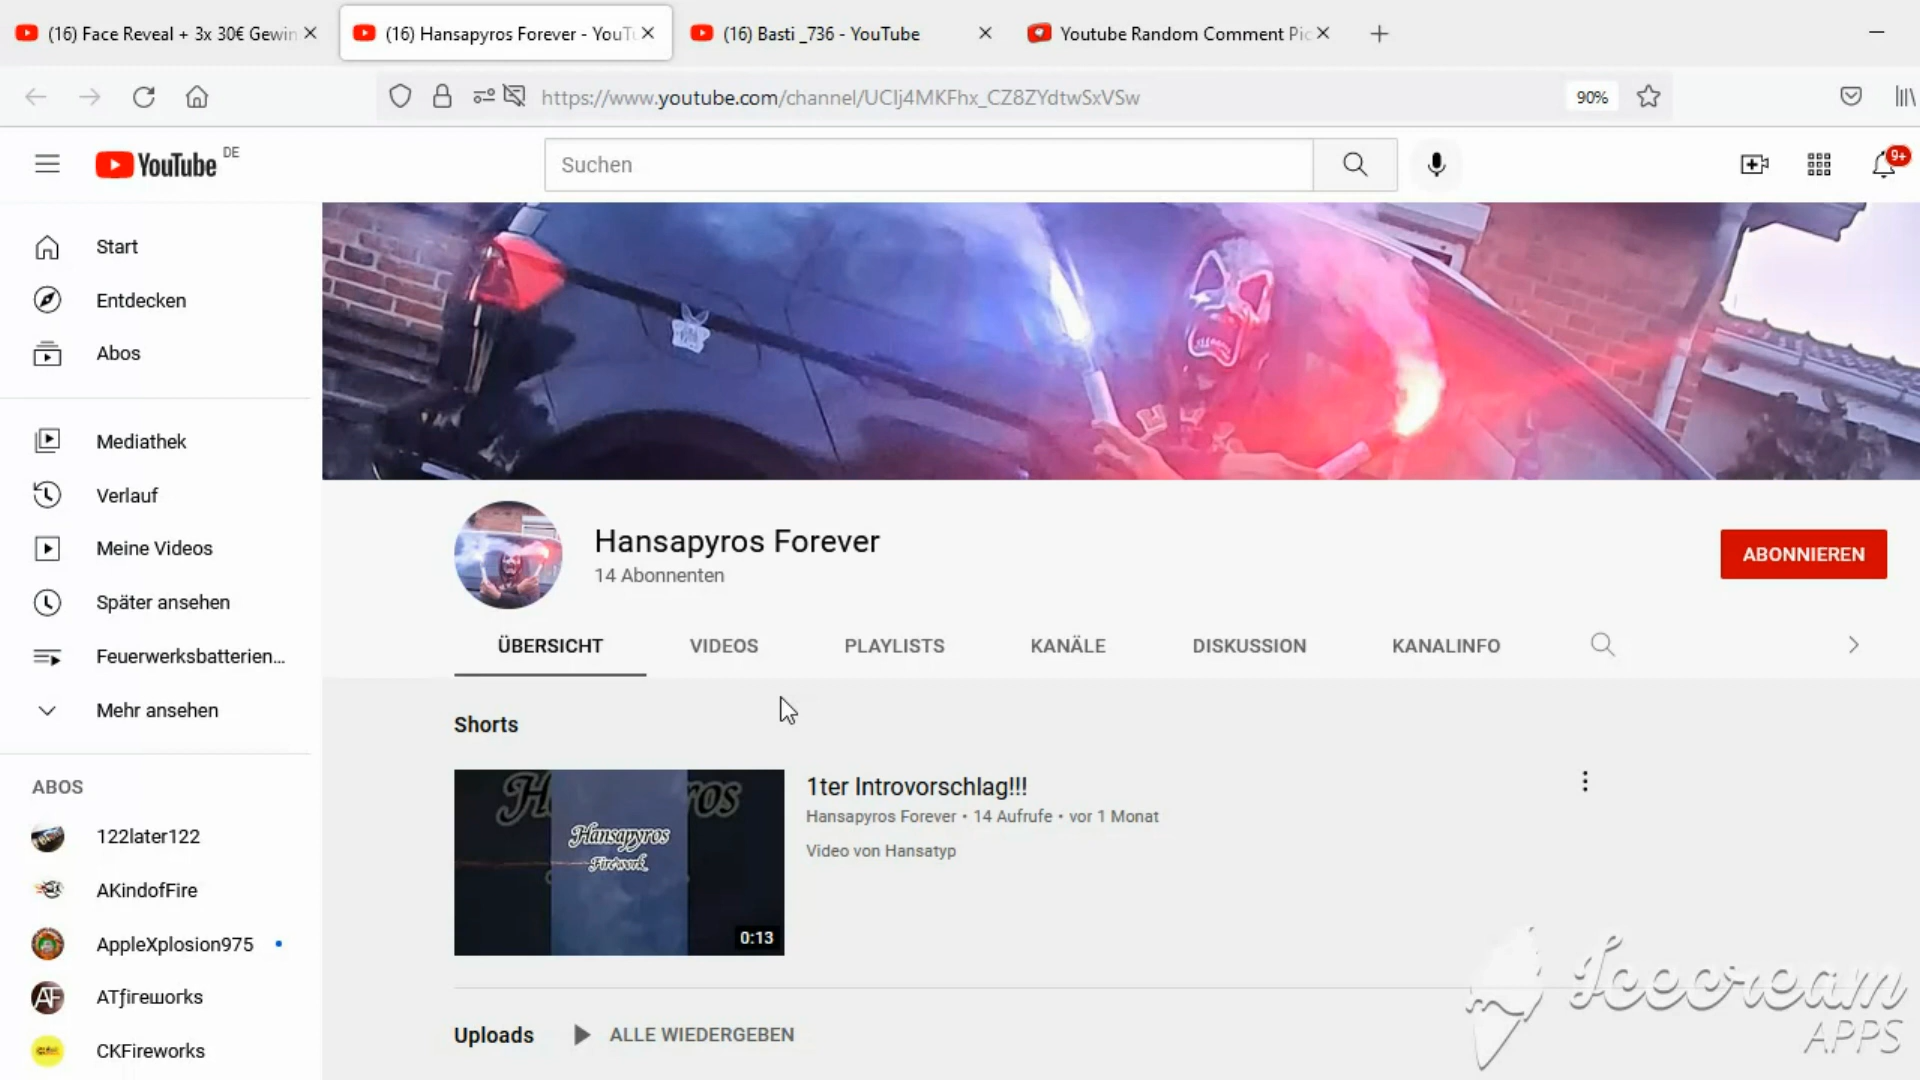 (16) Face Reveal + 3x 30€ Gewin
(16) Hansapyros Forever - YouTu
(16) Basti _736 - YouTube
Youtube Random Comment Pic
https://www.youtube.com/channel/UCIj4MKFhx_CZ8ZYdtwSxVSw
90%
YouTube DE
Suchen
9+
Start
Entdecken
Abos
Mediathek
Verlauf
Meine Videos
Später ansehen
Feuerwerksbatterien...
Mehr ansehen
ABOS
122later122
AKindofFire
AppleXplosion975
ATfireworks
CKFireworks
Hansapyros Forever
14 Abonnenten
ABONNIEREN
ÜBERSICHT
VIDEOS
PLAYLISTS
KANÄLE
DISKUSSION
KANALINFO
Shorts
Hansapyros
Firework
0:13
1ter Introvorschlag!!!
Hansapyros Forever • 14 Aufrufe • vor 1 Monat
Video von Hansatyp
Uploads
ALLE WIEDERGEBEN
Icecream
APPS